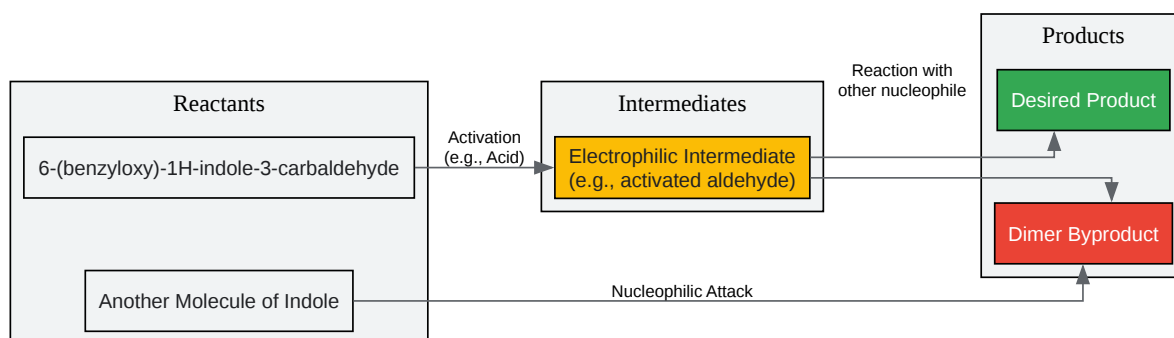 Reactants
6-(benzyloxy)-1H-indole-3-carbaldehyde
Another Molecule of Indole
Activation
(e.g., Acid)
Nucleophilic Attack
Intermediates
Electrophilic Intermediate
(e.g., activated aldehyde)
Reaction with
other nucleophile
Products
Desired Product
Dimer Byproduct